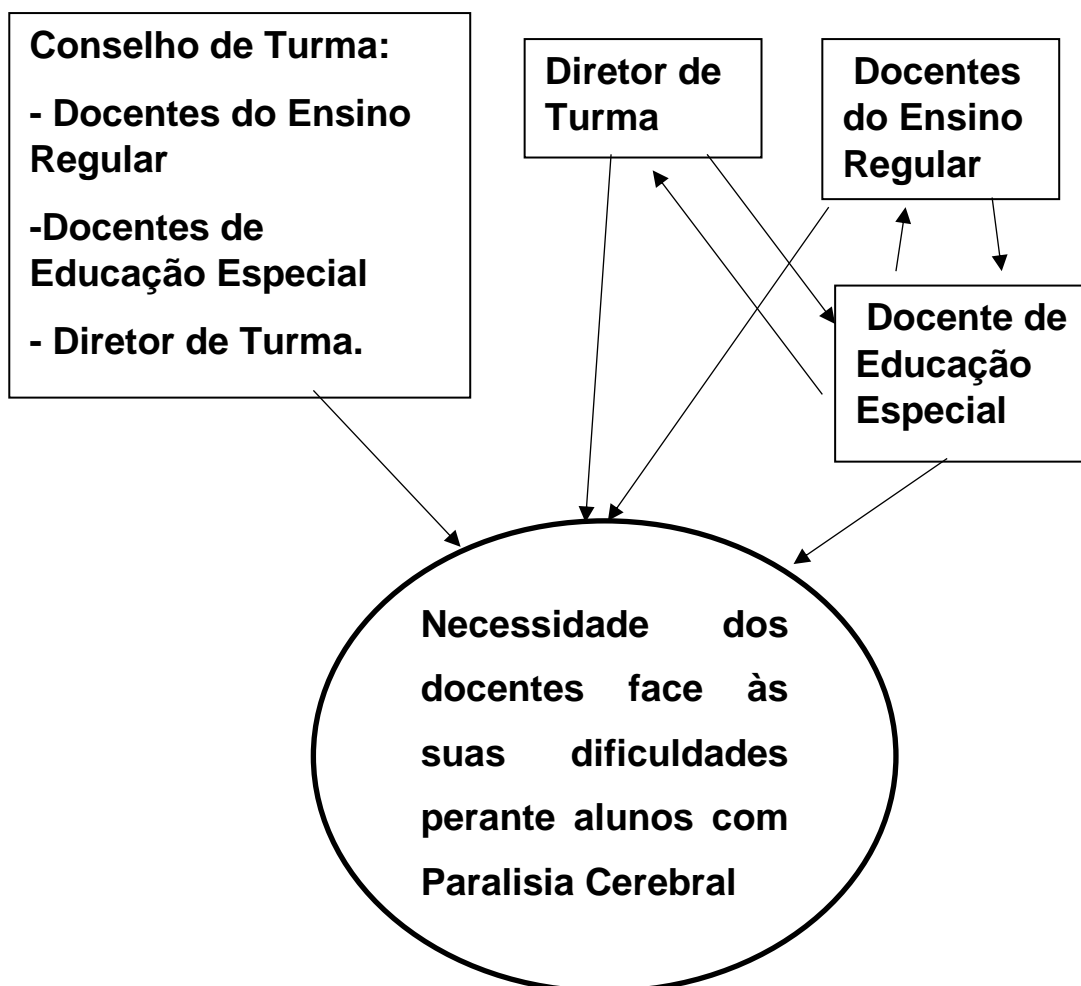 Conselho de Turma:
- Docentes do Ensino
Regular
-Docentes de
Educação Especial
- Diretor de Turma.
Diretor de
Turma
Docentes
do Ensino
Regular
Docente de
Educação
Especial
Necessidade dos
docentes face às
suas dificuldades
perante alunos com
Paralisia Cerebral